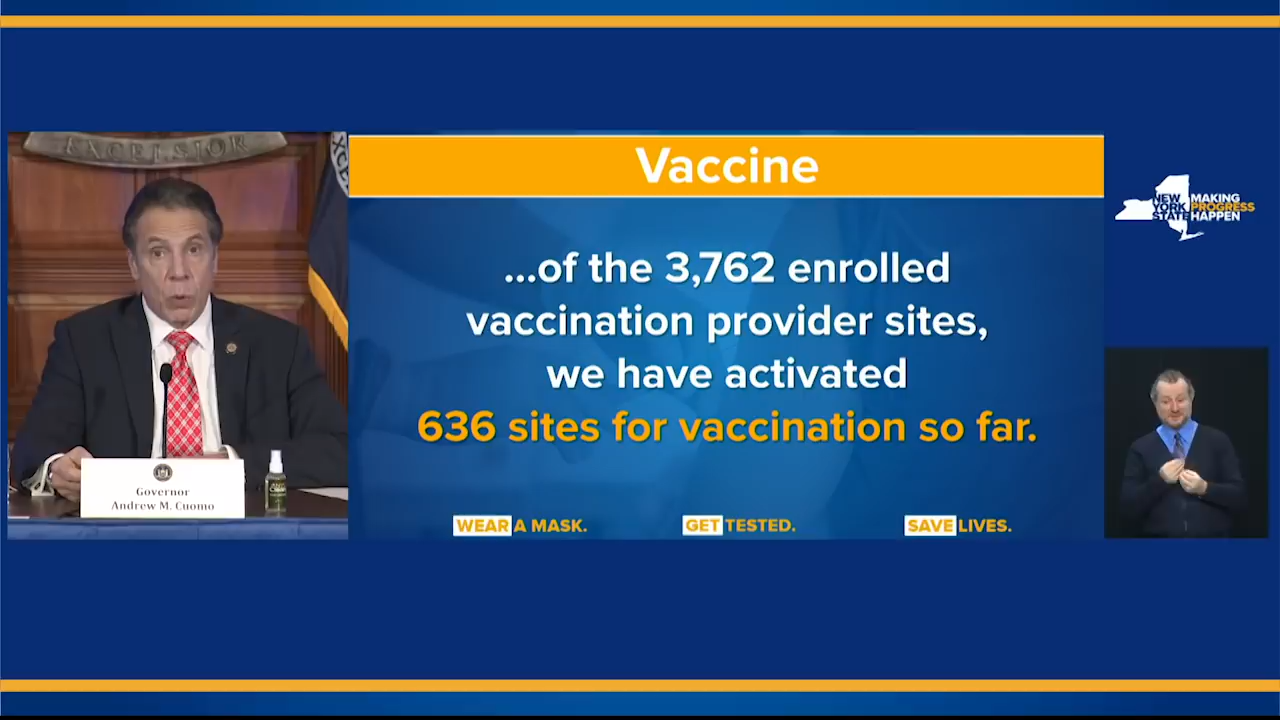 EXCELSIOR
Vaccine
...of the 3,762 enrolled
vaccination provider sites,
we have activated
636 sites for vaccination so far.
WEAR A MASK.
GET TESTED.
SAVE LIVES.
Governor
Andrew M. Cuomo
NEW
YORK
STATE
MAKING
PROGRESS
HAPPEN